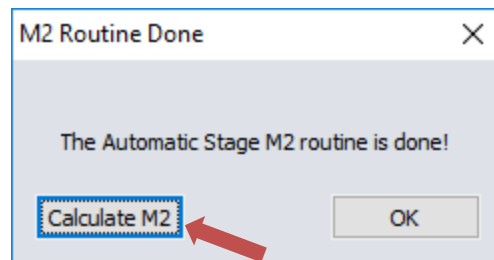 M2 Routine Done
The Automatic Stage M2 routine is done!
Calculate M2 OK